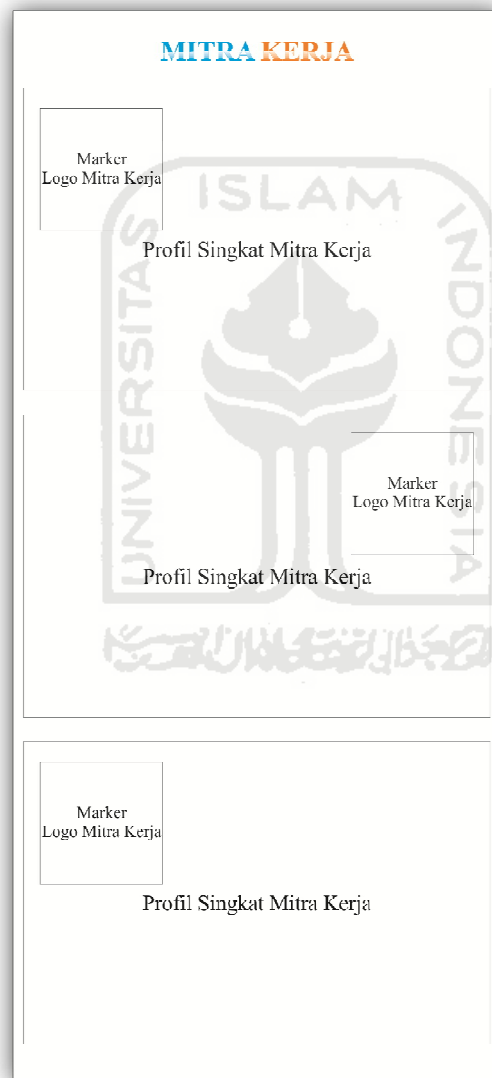 MITRA KERJA
Marker
Logo Mitra Kerja
ISLAM
UNIVERSITAS
INDONESIA
Profil Singkat Mitra Kerja
Marker
Logo Mitra Kerja
Profil Singkat Mitra Kerja
Marker
Logo Mitra Kerja
Profil Singkat Mitra Kerja